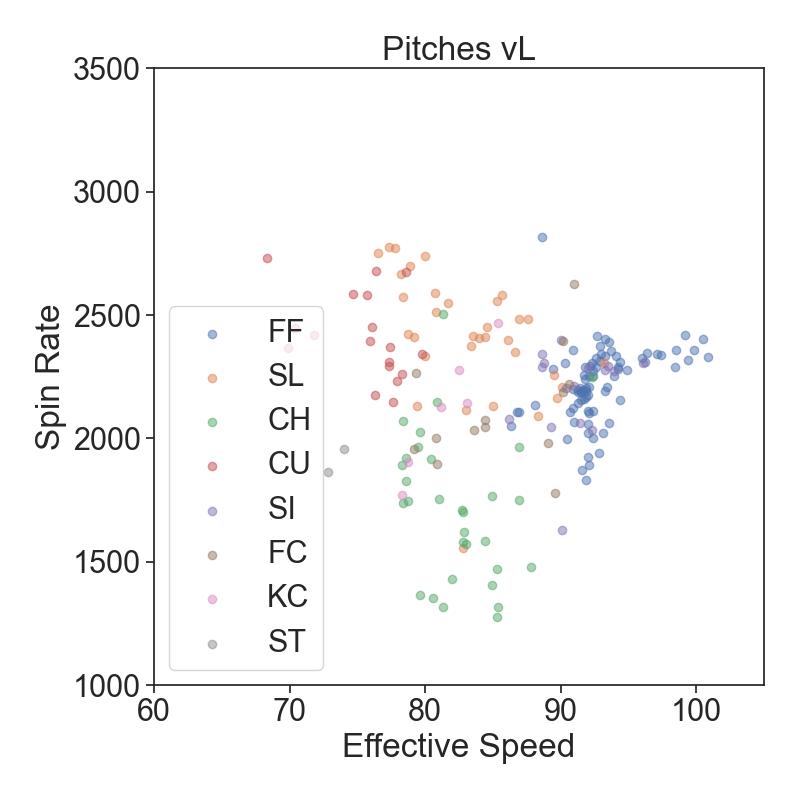 Pitches vL
3500
3000
2500
2000
1500
1000
Spin Rate
FF
SL
CH
CU
SI
FC
KC
ST
60 70 80 90 100
Effective Speed